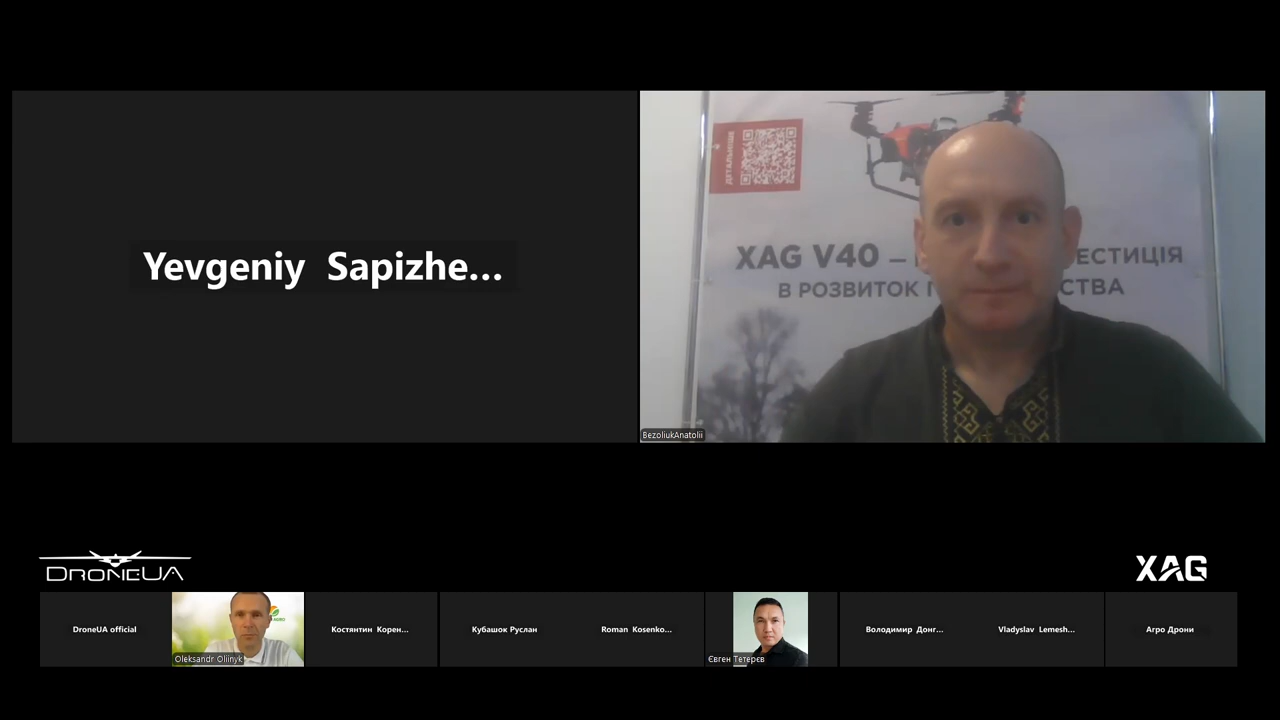 Yevgeniy Sapizhe...
ДЕТАЛЬНІШЕ
XAG V40 –
ЕСТИЦІЯ
В РОЗВИТОК
СТВА
BezoliukAnatolii
DRONEUA
XAG
DroneUA official
Oleksandr Oliinyk
Костянтин Корен...
Кубашок Руслан
Roman Kosenko...
Євген Тетерєв
Володимир Донг...
Vladyslav Lemesh...
Агро Дрони